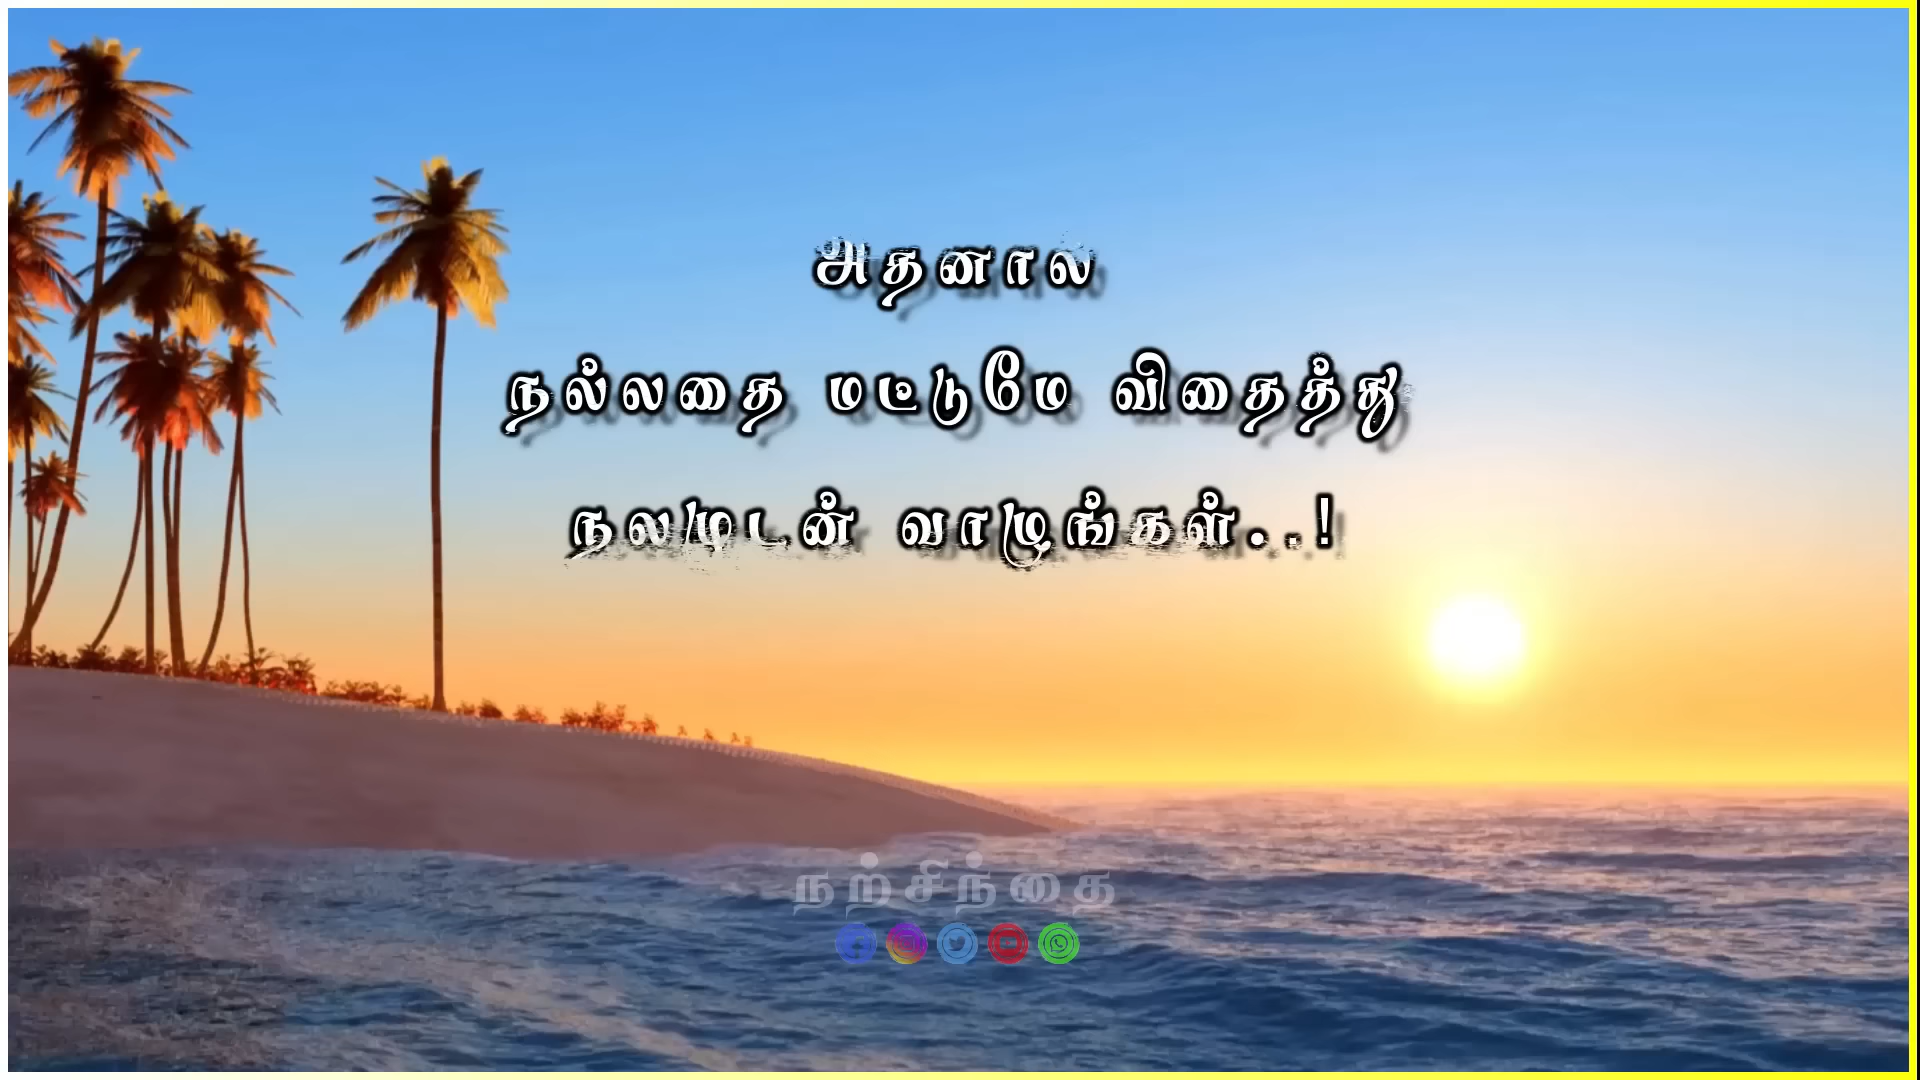 அதனால்
நல்லதை மட்டுமே விதைத்து
நலமுடன் வாழுங்கள்..!
நற்சிந்தை